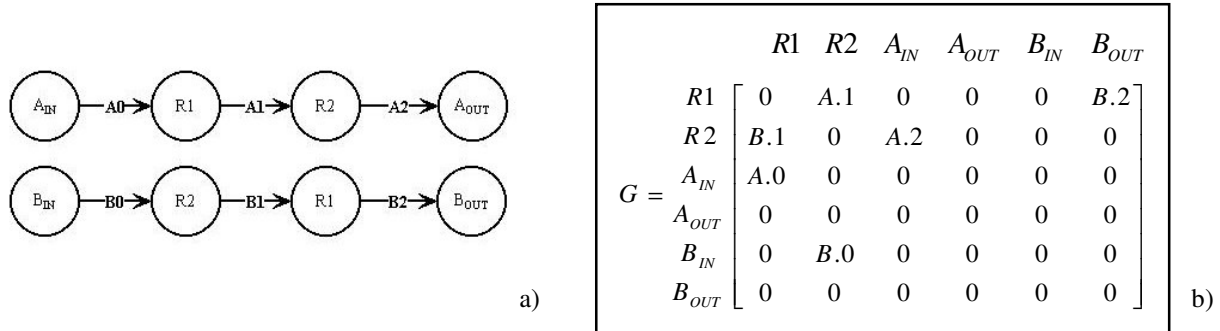 A_IN A0 R1 A1 R2 A2 A_OUT
B_IN B0 R2 B1 R1 B2 B_OUT
a)
R1 R2 A_IN A_OUT B_IN B_OUT
R1 0 A.1 0 0 0 B.2
R2 B.1 0 A.2 0 0 0
A_IN A.0 0 0 0 0 0
G =
A_OUT 0 0 0 0 0 0
B_IN 0 B.0 0 0 0 0
B_OUT 0 0 0 0 0 0
b)